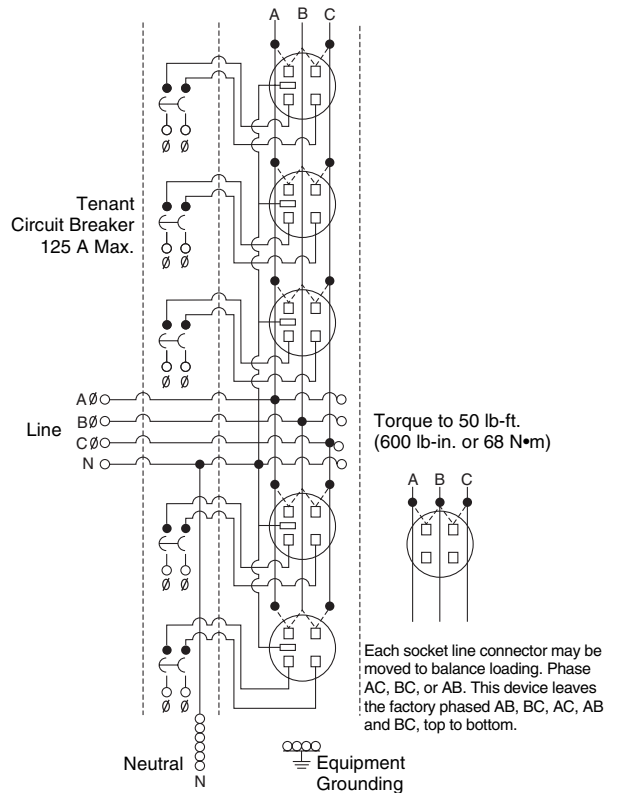 A B C
Ø Ø
Tenant
Circuit Breaker
125 A Max.
Ø Ø
Ø Ø
Line
AØ
BØ
CØ
N
Torque to 50 lb-ft.
(600 lb-in. or 68 N•m)
A B C
Ø Ø
Ø Ø
Each socket line connector may be
moved to balance loading. Phase
AC, BC, or AB. This device leaves
the factory phased AB, BC, AC, AB
and BC, top to bottom.
Neutral
N
Equipment
Grounding